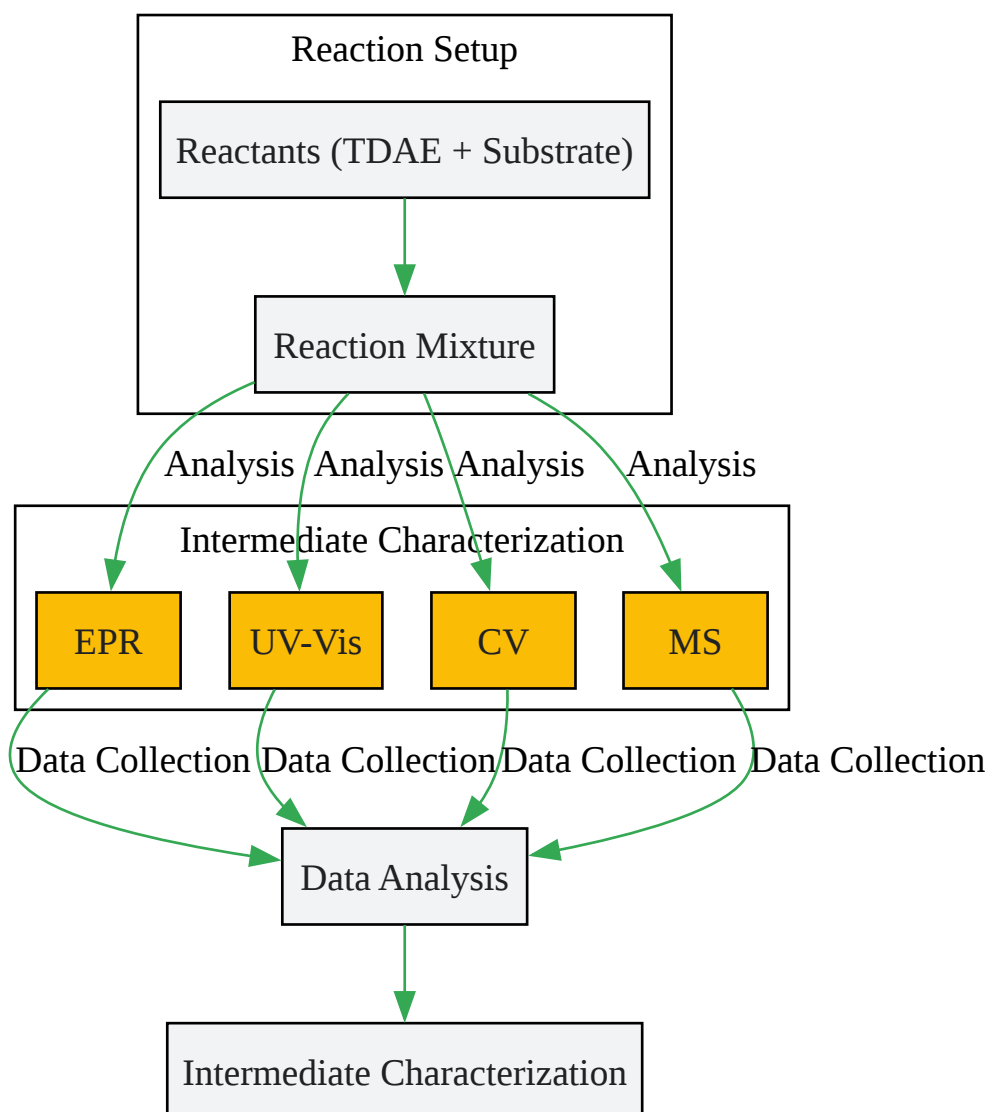 Reaction Setup
Reactants (TDAE + Substrate)
Reaction Mixture
Analysis Analysis Analysis Analysis
Intermediate Characterization
EPR UV-Vis CV MS
Data Collection Data Collection Data Collection Data Collection
Data Analysis
Intermediate Characterization